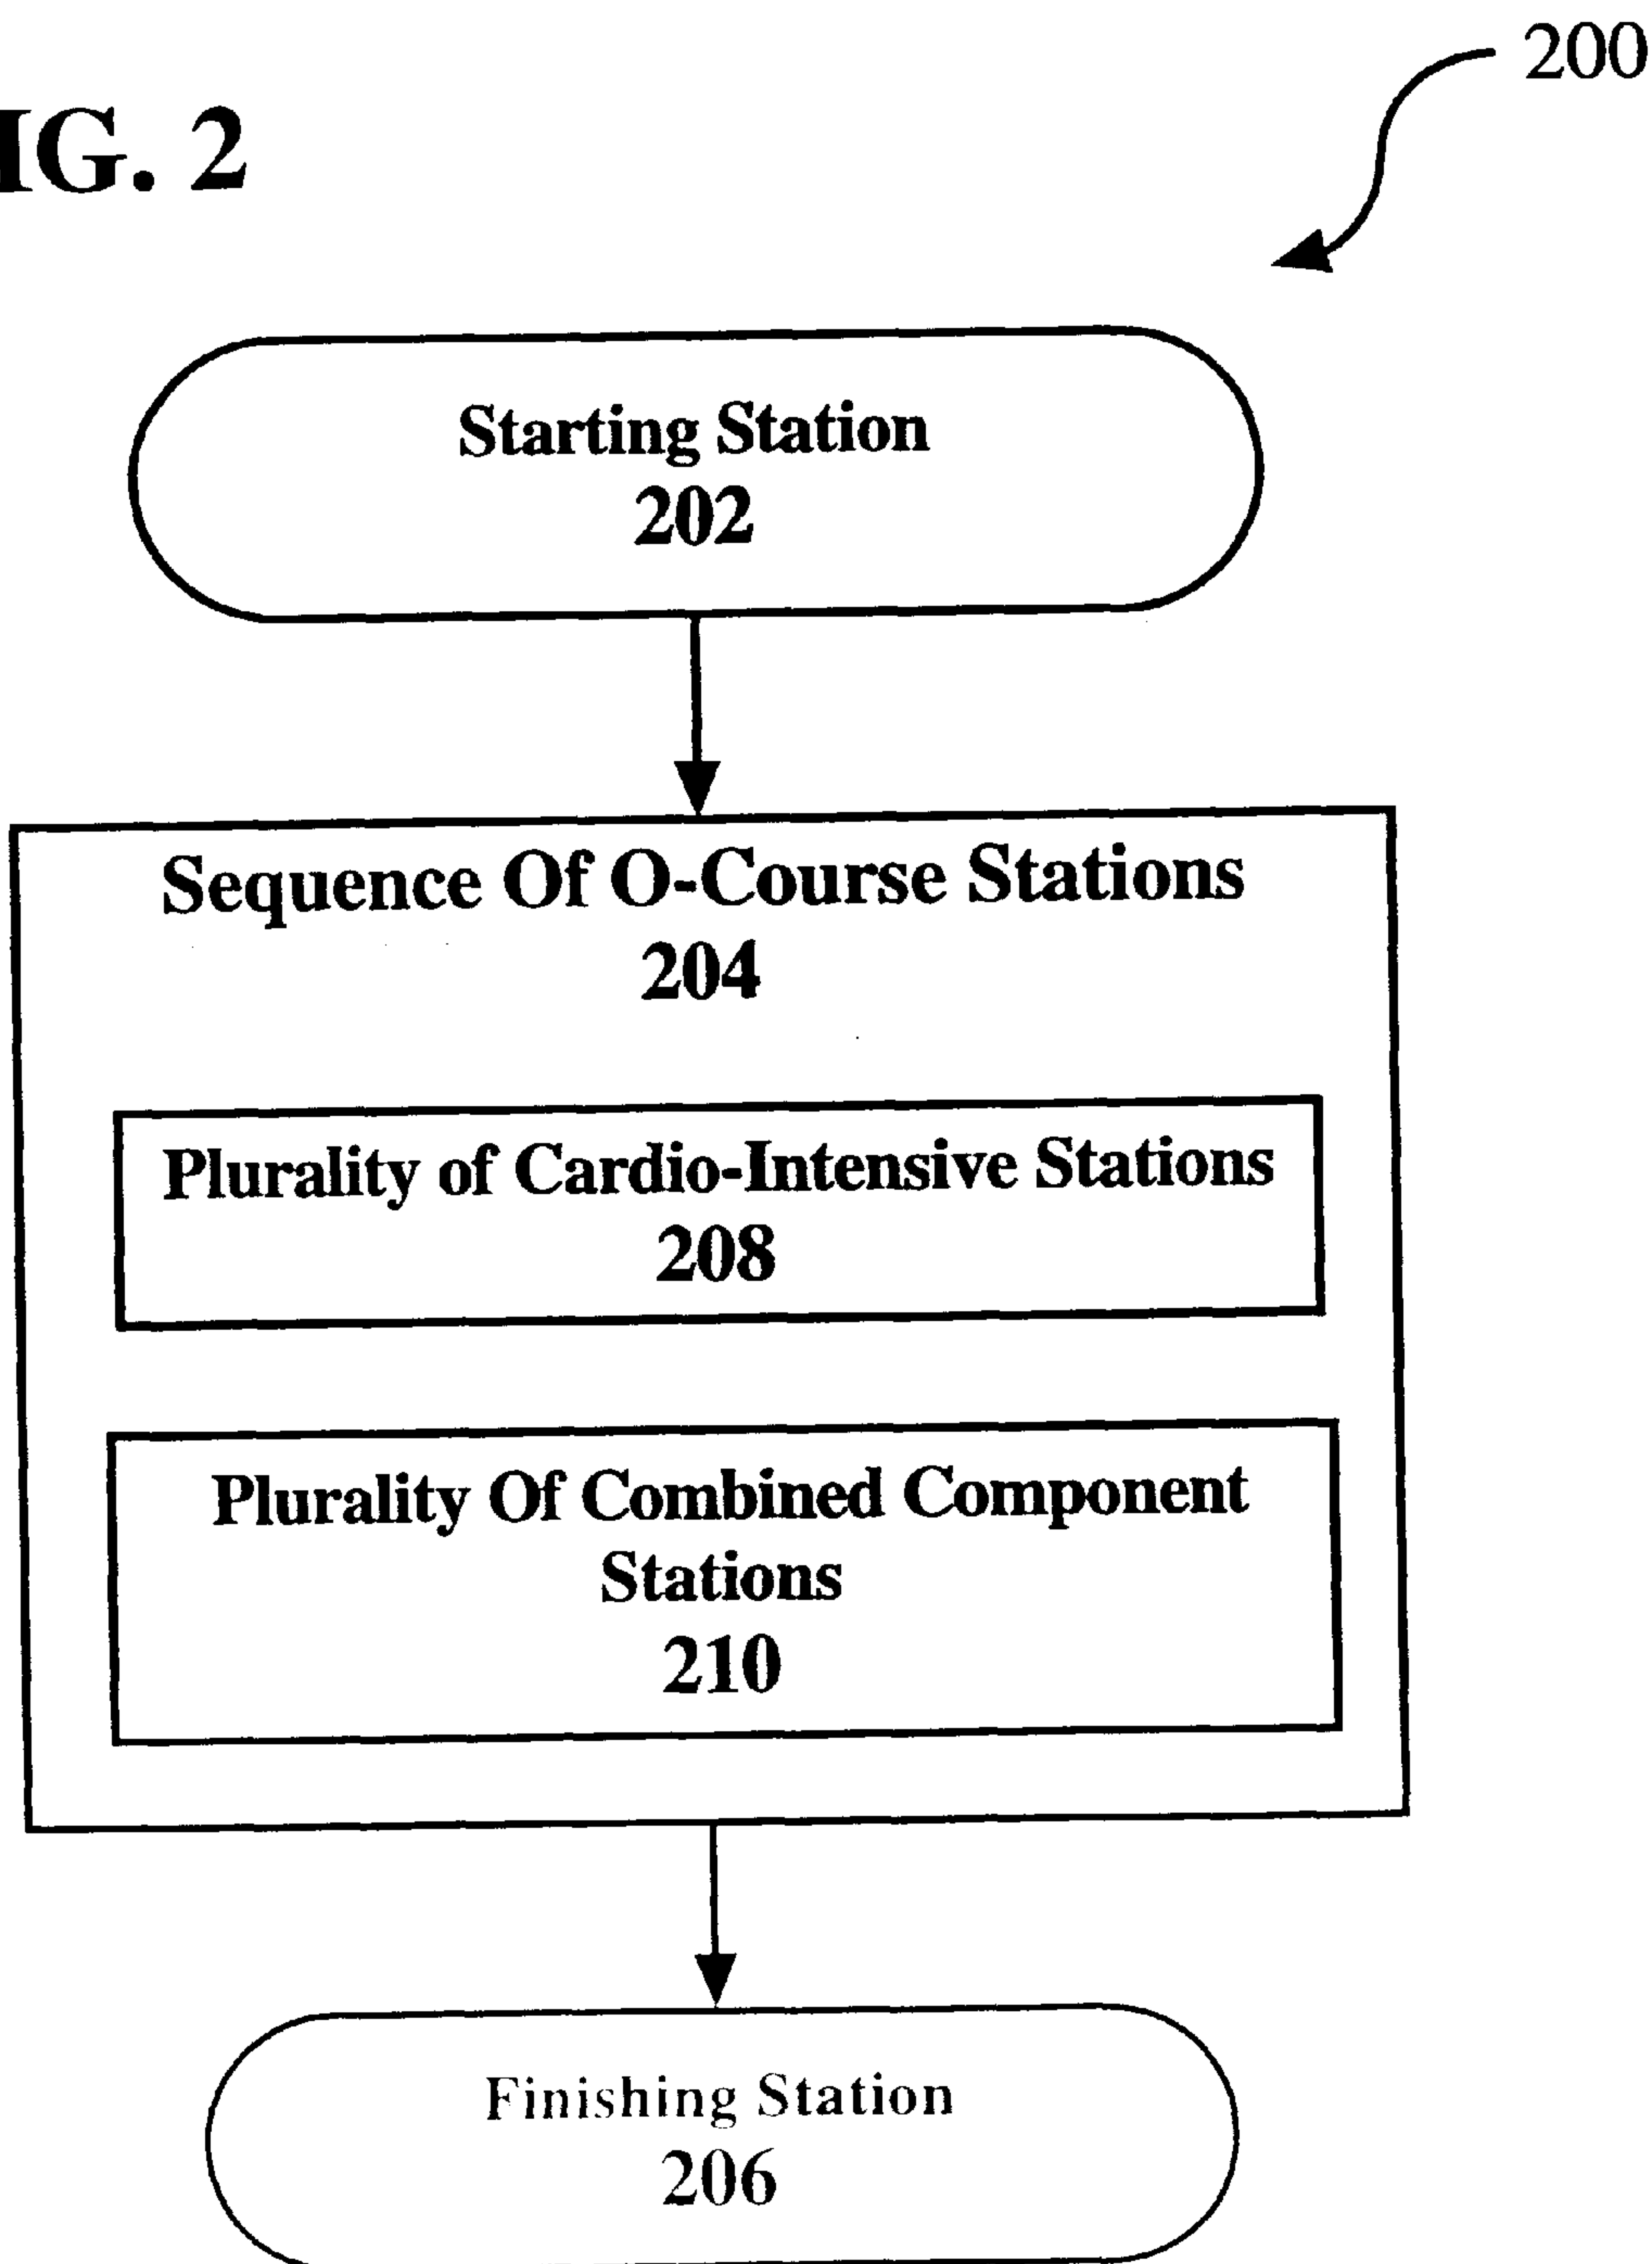 200
IG. 2
Starting Station
202
Sequence Of O-Course Stations
204
Plurality of Cardio-Intensive Stations
208
Plurality Of Combined Component
Stations
210
Finishing Station
206